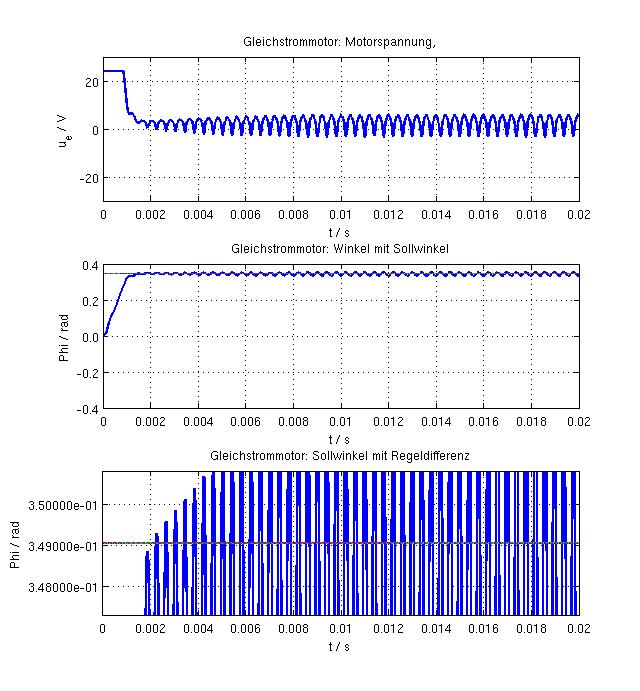 Gleichstrommotor: Motorspannung,
20
0
-20
u_e / V
0 0.002 0.004 0.006 0.008 0.01 0.012 0.014 0.016 0.018 0.02
t / s
Gleichstrommotor: Winkel mit Sollwinkel
0.4
0.2
0.0
-0.2
-0.4
Phi / rad
0 0.002 0.004 0.006 0.008 0.01 0.012 0.014 0.016 0.018 0.02
t / s
Gleichstrommotor: Sollwinkel mit Regeldifferenz
3.50000e-01
3.49000e-01
3.48000e-01
Phi / rad
0 0.002 0.004 0.006 0.008 0.01 0.012 0.014 0.016 0.018 0.02
t / s